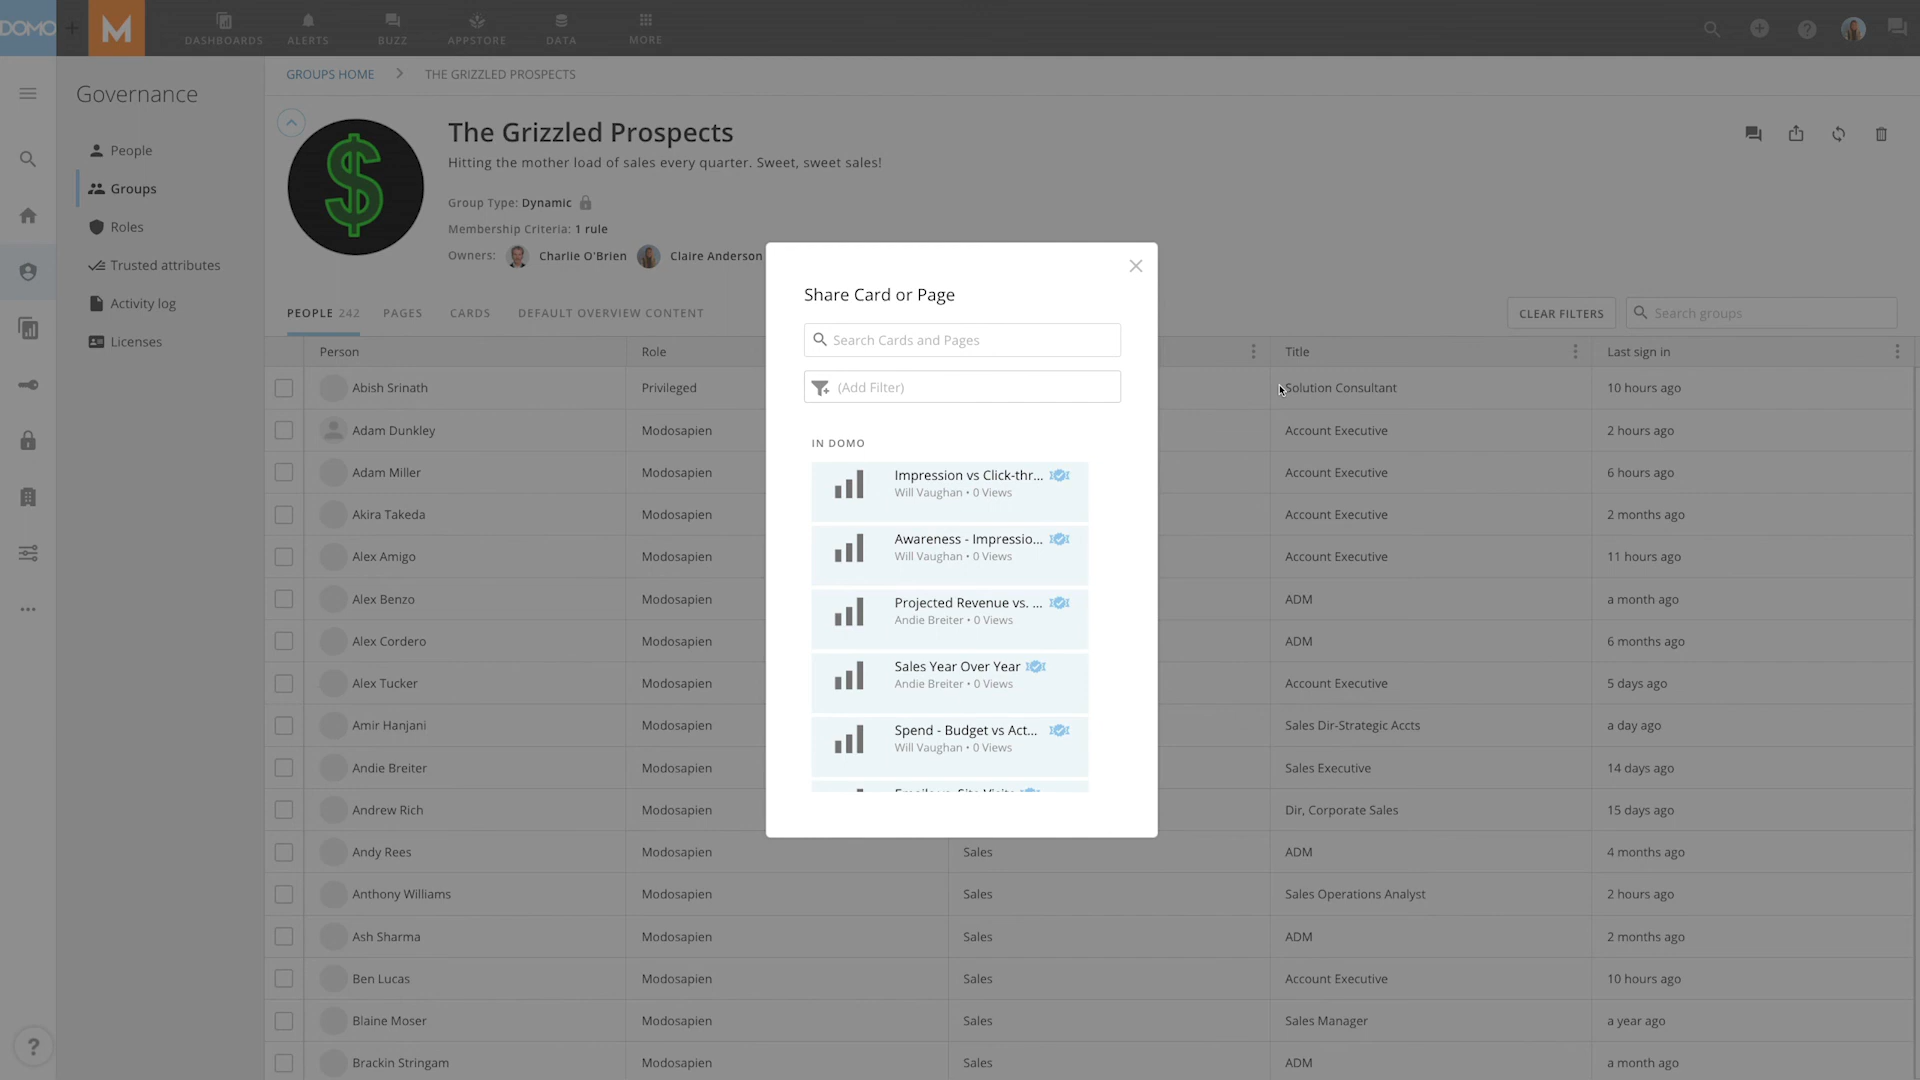 DOMO
M
DASHBOARDS
ALERTS
BUZZ
APPSTORE
DATA
MORE
Governance
People
Groups
Roles
Trusted attributes
Activity log
Licenses
GROUPS HOME > THE GRIZZLED PROSPECTS
The Grizzled Prospects
Hitting the mother load of sales every quarter. Sweet, sweet sales!
Group Type: Dynamic
Membership Criteria: 1 rule
Owners: Charlie O'Brien Claire Anderson
PEOPLE 242 PAGES CARDS DEFAULT OVERVIEW CONTENT
CLEAR FILTERS
Search groups
Person Role Title Last sign in
Abish Srinath Privileged Solution Consultant 10 hours ago
Adam Dunkley Modosapien Account Executive 2 hours ago
Adam Miller Modosapien Account Executive 6 hours ago
Akira Takeda Modosapien Account Executive 2 months ago
Alex Amigo Modosapien Account Executive 11 hours ago
Alex Benzo Modosapien ADM a month ago
Alex Cordero Modosapien ADM 6 months ago
Alex Tucker Modosapien Account Executive 5 days ago
Amir Hanjani Modosapien Sales Dir-Strategic Accts a day ago
Andie Breiter Modosapien Sales Executive 14 days ago
Andrew Rich Modosapien Dir, Corporate Sales 15 days ago
Andy Rees Modosapien Sales ADM 4 months ago
Anthony Williams Modosapien Sales Sales Operations Analyst 2 hours ago
Ash Sharma Modosapien Sales ADM 2 months ago
Ben Lucas Modosapien Sales Account Executive 10 hours ago
Blaine Moser Modosapien Sales Sales Manager a year ago
Brackin Stringam Modosapien Sales ADM a month ago
?
Share Card or Page
Search Cards and Pages
(Add Filter)
IN DOMO
Impression vs Click-thr...
Will Vaughan • 0 Views
Awareness - Impressio...
Will Vaughan • 0 Views
Projected Revenue vs. ...
Andie Breiter • 0 Views
Sales Year Over Year
Andie Breiter • 0 Views
Spend - Budget vs Act...
Will Vaughan • 0 Views